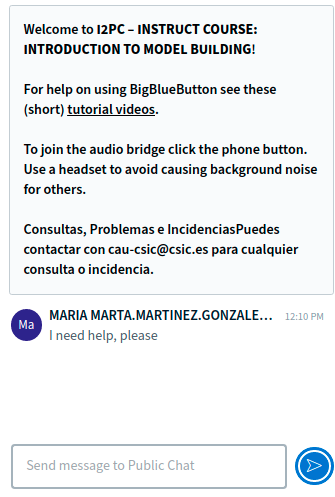 Welcome to I2PC – INSTRUCT COURSE:
INTRODUCTION TO MODEL BUILDING!
For help on using BigBlueButton see these
(short) tutorial videos.
To join the audio bridge click the phone button.
Use a headset to avoid causing background noise
for others.
Consultas, Problemas e IncidenciasPuedes
contactar con cau-csic@csic.es para cualquier
consulta o incidencia.
Ma
MARIA MARTA.MARTINEZ.GONZALE... 12:10 PM
I need help, please
Send message to Public Chat